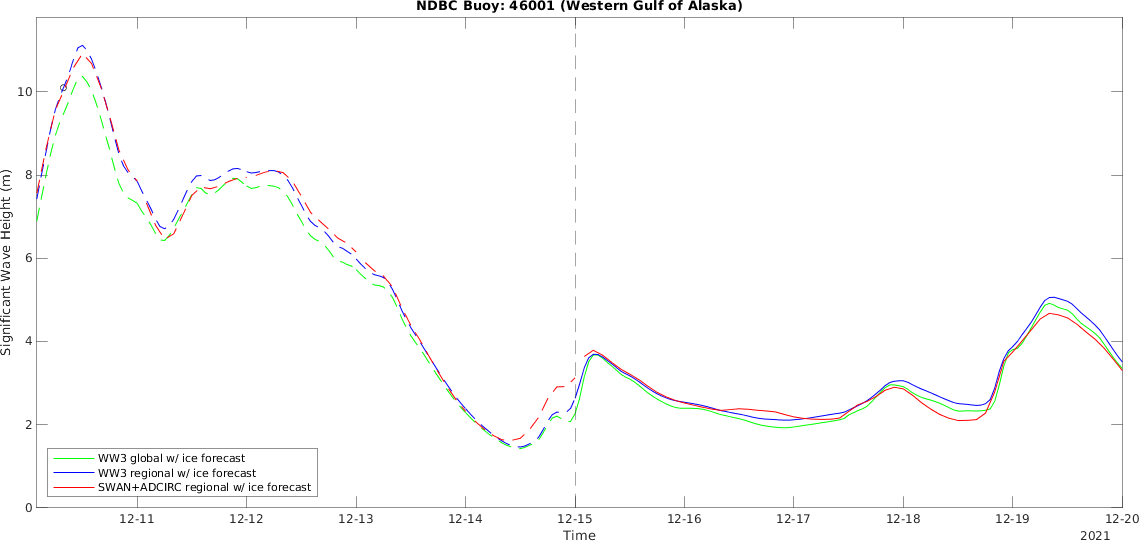 NDBC Buoy: 46001 (Western Gulf of Alaska)
Significant Wave Height (m)
10
8
6
4
2
0
WW3 global w/ ice forecast
WW3 regional w/ ice forecast
SWAN+ADCIRC regional w/ ice forecast
12-11 12-12 12-13 12-14 12-15 12-16 12-17 12-18 12-19 12-20
Time
2021